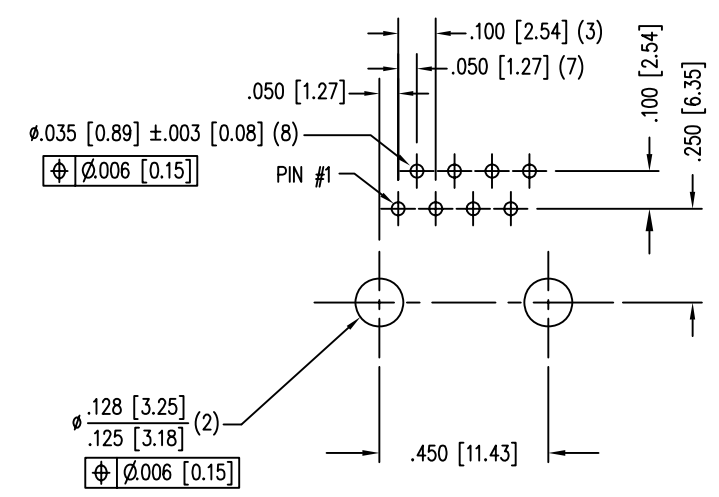 .100 [2.54] (3)
.050 [1.27] (7)
.050 [1.27]
.100 [2.54]
.250 [6.35]
⌀.035 [0.89] ±.003 [0.08] (8)
⌖ ⌀.006 [0.15]
PIN #1
⌀ .128 [3.25]
.125 [3.18] (2)
⌖ ⌀.006 [0.15]
.450 [11.43]